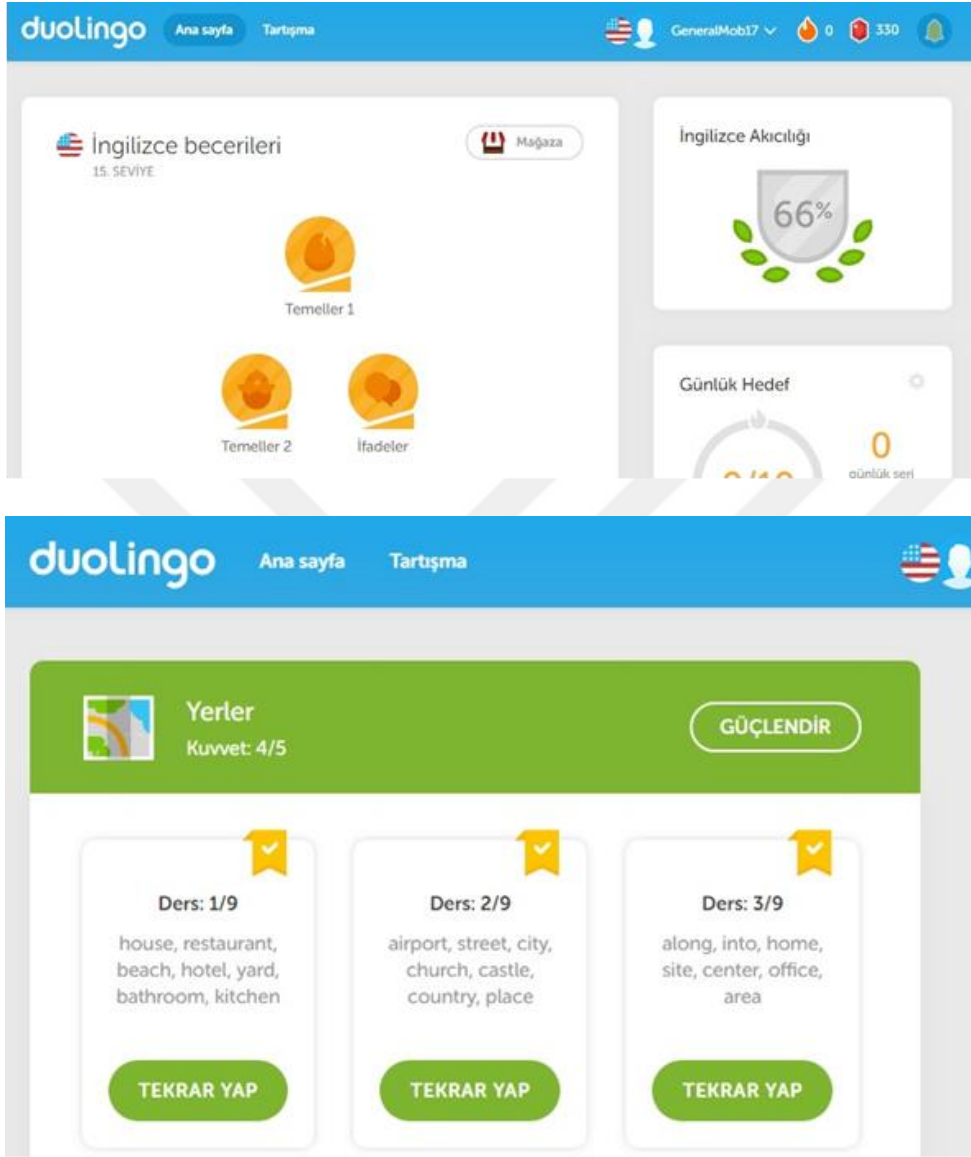 duolingo Ana sayfa Tartışma GeneralMob17 0 330
İngilizce becerileri
15. SEVİYE
Mağaza
Temeller 1
Temeller 2 İfadeler
İngilizce Akıcılığı
66%
Günlük Hedef
0
günlük seri
duolingo Ana sayfa Tartışma
Yerler
Kuvvet: 4/5
GÜÇLENDİR
Ders: 1/9
house, restaurant,
beach, hotel, yard,
bathroom, kitchen
TEKRAR YAP
Ders: 2/9
airport, street, city,
church, castle,
country, place
TEKRAR YAP
Ders: 3/9
along, into, home,
site, center, office,
area
TEKRAR YAP